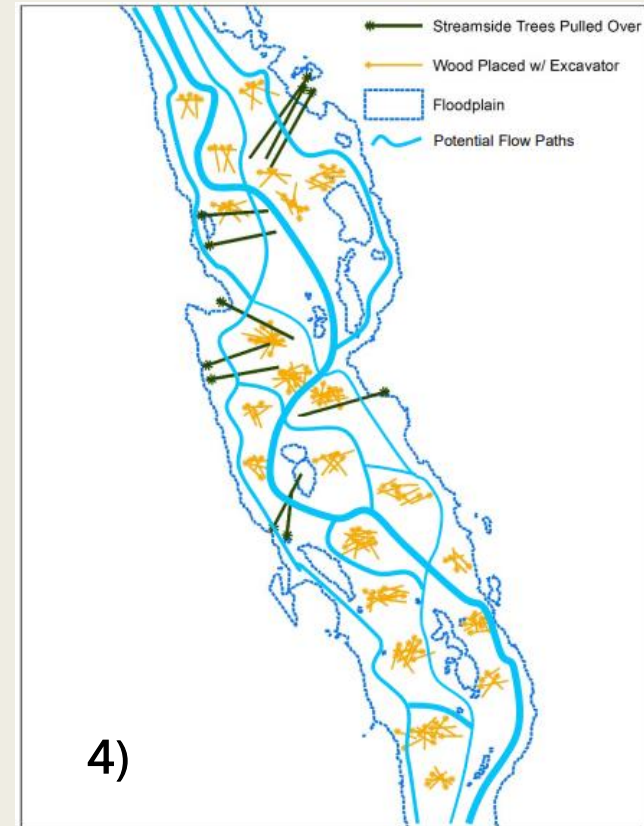 Streamside Trees Pulled Over
Wood Placed w/ Excavator
Floodplain
Potential Flow Paths
4)